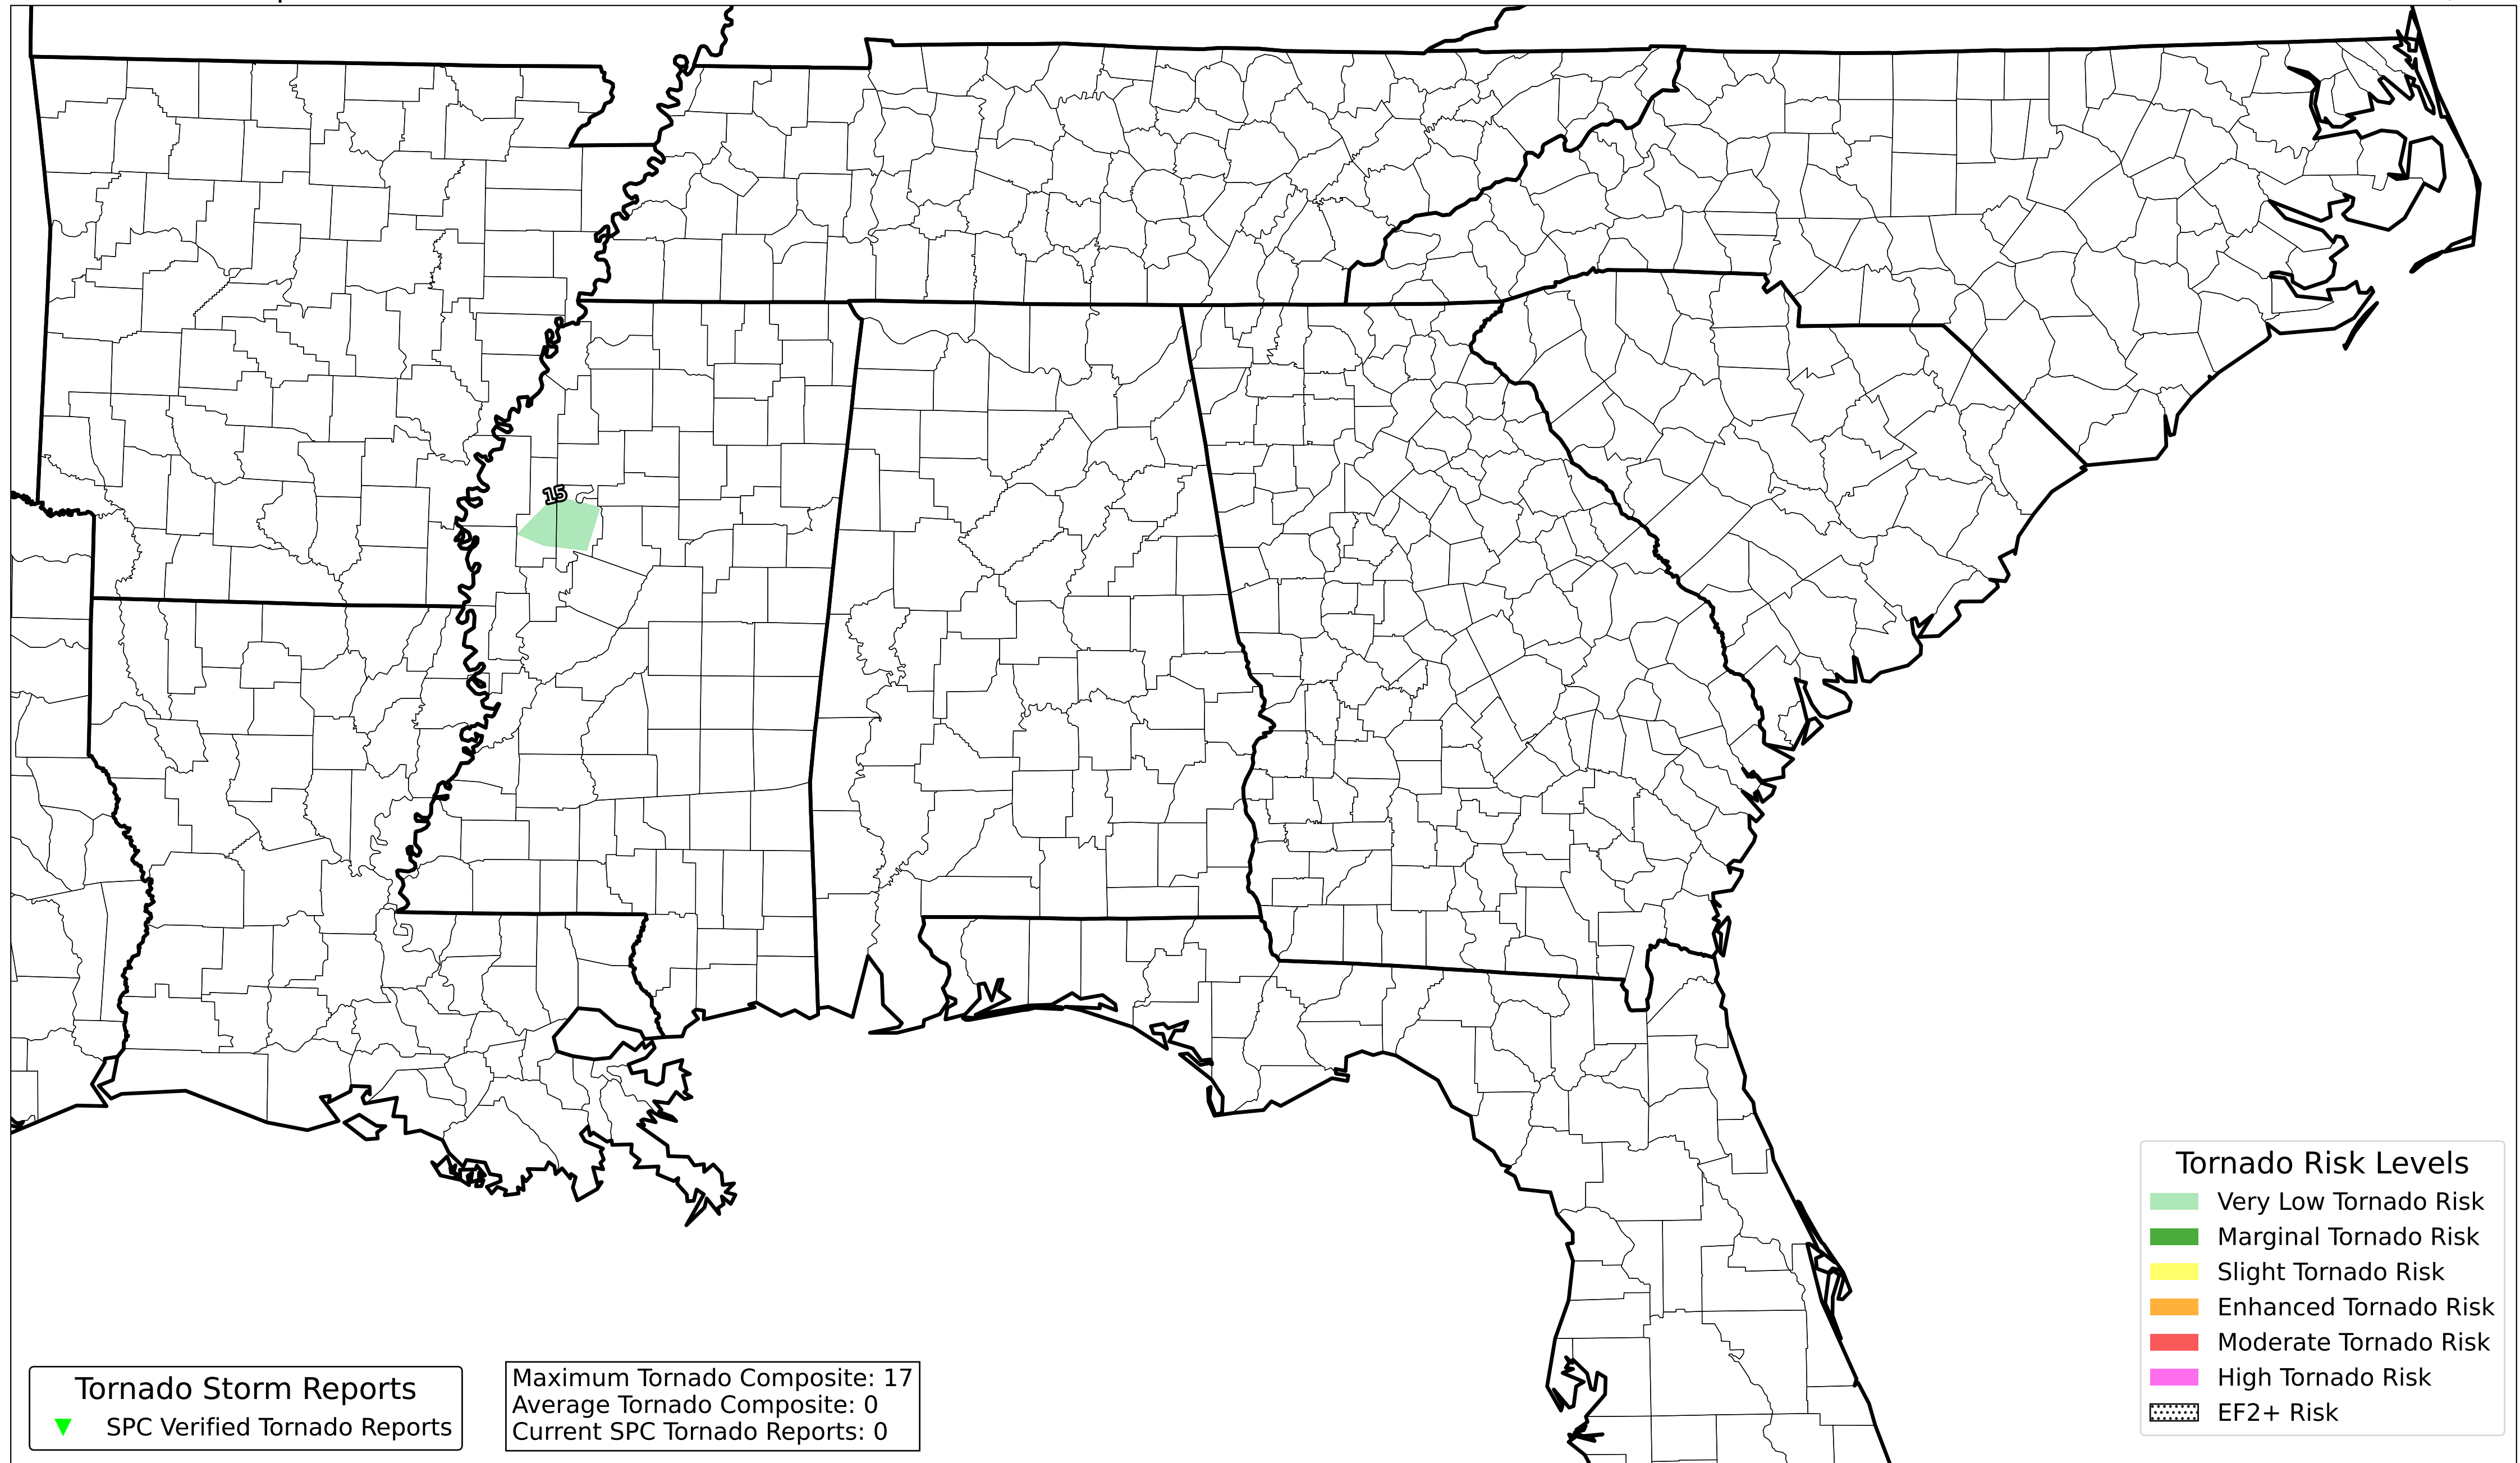 15
Tornado Risk Levels
Very Low Tornado Risk
Marginal Tornado Risk
Slight Tornado Risk
Enhanced Tornado Risk
Moderate Tornado Risk
High Tornado Risk
EF2+ Risk
Tornado Storm Reports
SPC Verified Tornado Reports
Maximum Tornado Composite: 17
Average Tornado Composite: 0
Current SPC Tornado Reports: 0